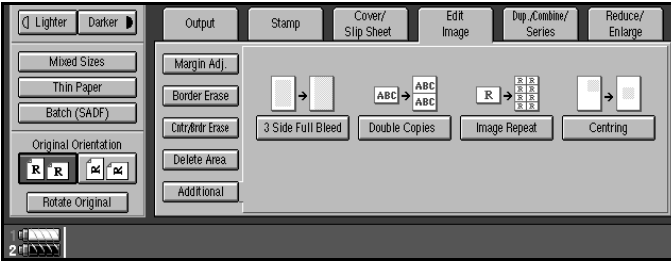 Lighter
Darker
Mixed Sizes
Thin Paper
Batch (SADF)
Original Orientation
R R R R
Rotate Original
Output
Stamp
Cover/
Slip Sheet
Edit
Image
Dup./Combine/
Series
Reduce/
Enlarge
Margin Adj.
Border Erase
Cntr/Brdr Erase
Delete Area
Additional
3 Side Full Bleed
ABC
ABC
ABC
Double Copies
R
R R
R R
R R
R R
Image Repeat
Centring
1
2